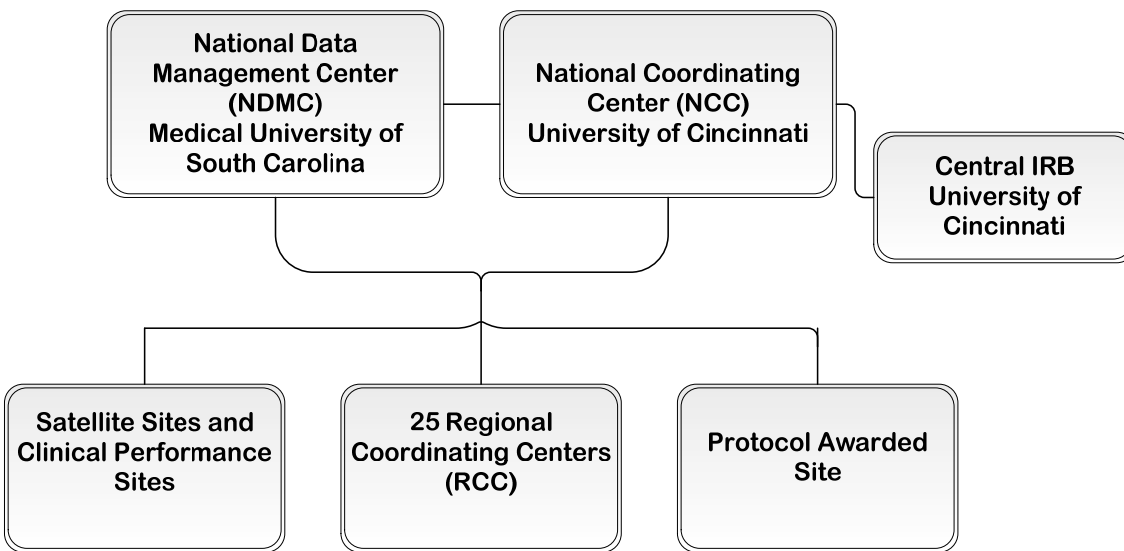 National Data
Management Center
(NDMC)
Medical University of
South Carolina
National Coordinating
Center (NCC)
University of Cincinnati
Central IRB
University of
Cincinnati
Satellite Sites and
Clinical Performance
Sites
25 Regional
Coordinating Centers
(RCC)
Protocol Awarded
Site